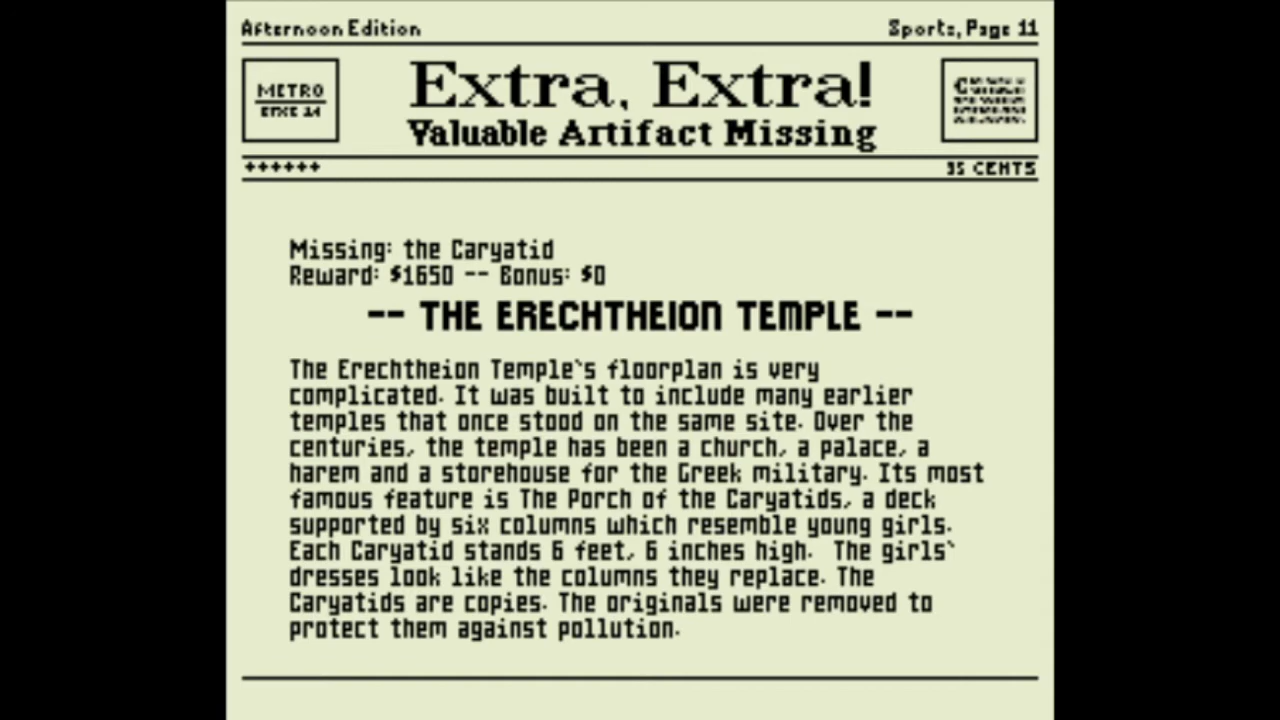 Afternoon Edition
Sports, Page 11
METRO
Extra, Extra!
Valuable Artifact Missing
++++++
35 CENTS
Missing: the Caryatid
Reward: $1650 -- Bonus: $0
-- THE ERECHTHEION TEMPLE --
The Erechtheion Temple`s floorplan is very
complicated. It was built to include many earlier
temples that once stood on the same site. Over the
centuries, the temple has been a church, a palace, a
harem and a storehouse for the Greek military. Its most
famous feature is The Porch of the Caryatids, a deck
supported by six columns which resemble young girls.
Each Caryatid stands 6 feet, 6 inches high.  The girls`
dresses look like the columns they replace. The
Caryatids are copies. The originals were removed to
protect them against pollution.